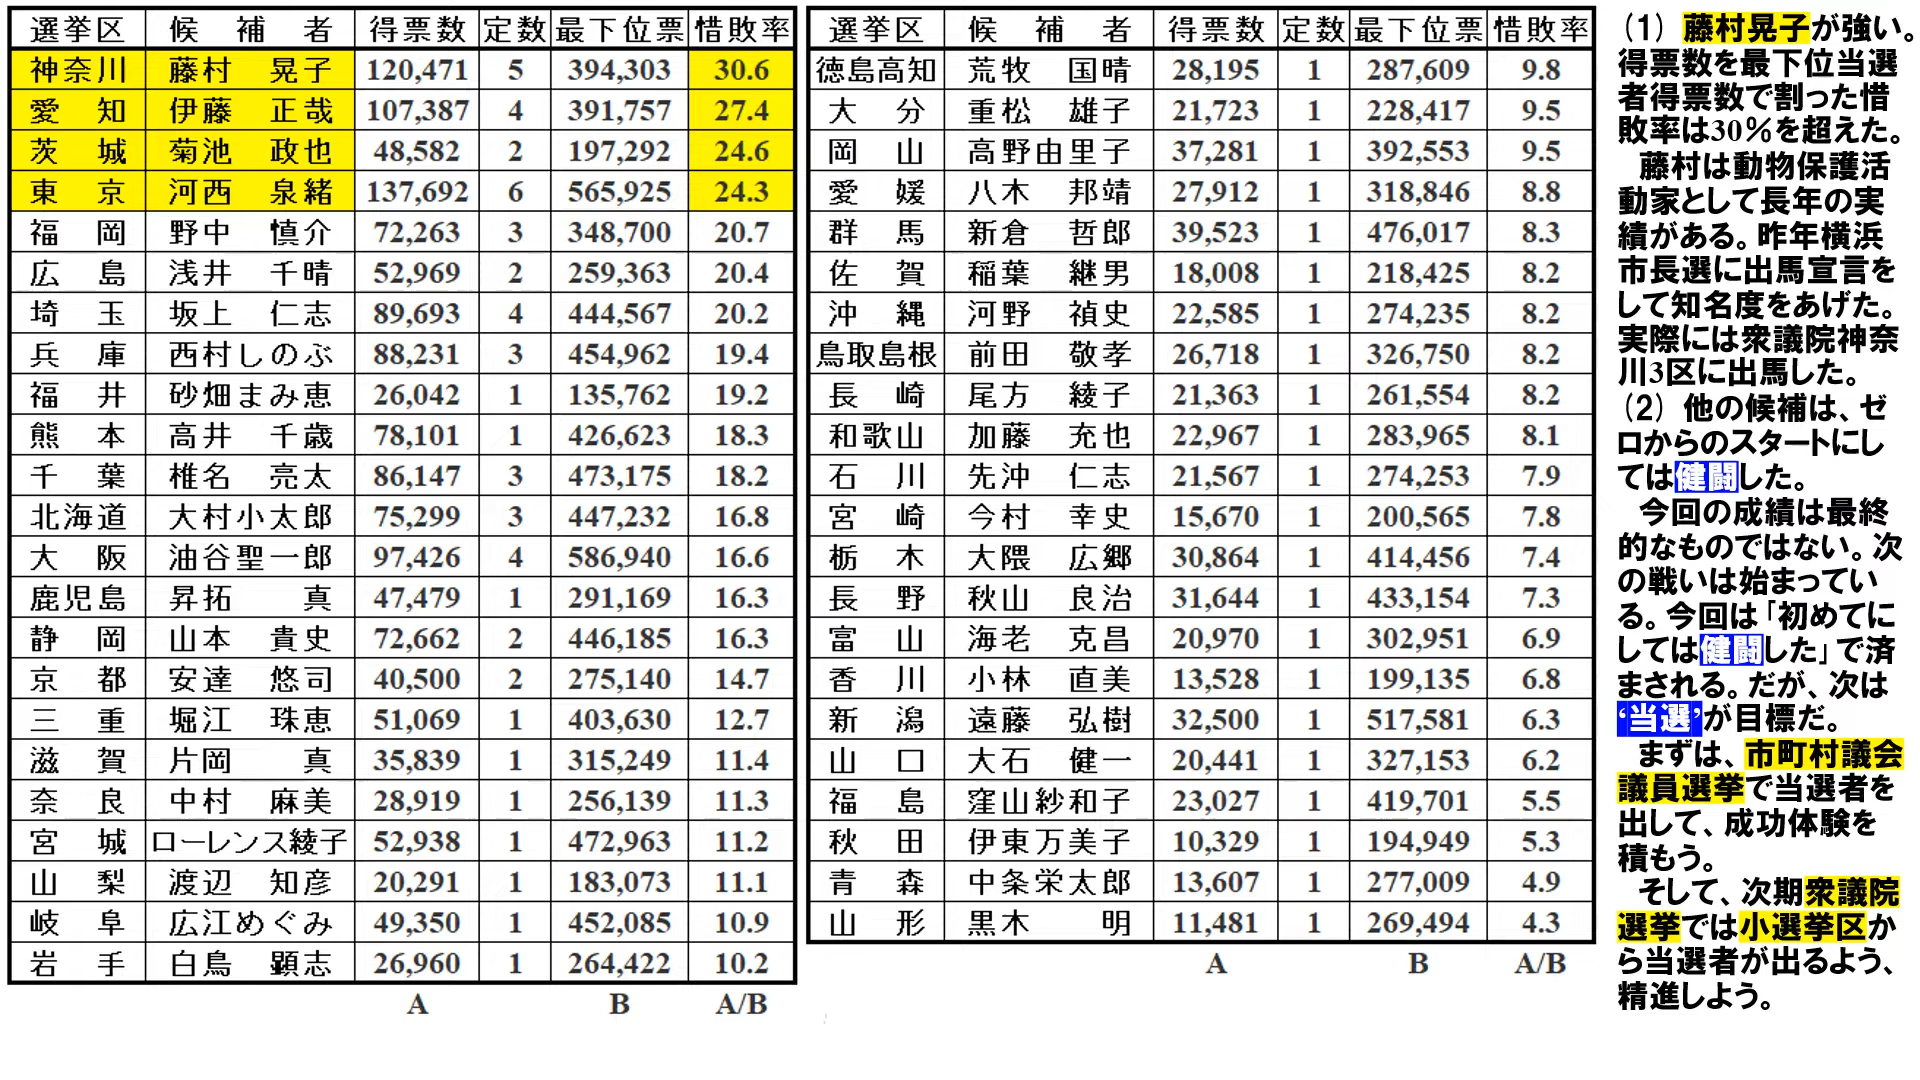 選挙区 候補者 得票数 定数 最下位票 惜敗率
神奈川 藤村 晃子 120,471 5 394,303 30.6
愛知 伊藤 正哉 107,387 4 391,757 27.4
茨城 菊池 政也 48,582 2 197,292 24.6
東京 河西 泉緒 137,692 6 565,925 24.3
福岡 野中 慎介 72,263 3 348,700 20.7
広島 浅井 千晴 52,969 2 259,363 20.4
埼玉 坂上 仁志 89,693 4 444,567 20.2
兵庫 西村しのぶ 88,231 3 454,962 19.4
福井 砂畑まみ恵 26,042 1 135,762 19.2
熊本 高井 千歳 78,101 1 426,623 18.3
千葉 椎名 亮太 86,147 3 473,175 18.2
北海道 大村小太郎 75,299 3 447,232 16.8
大阪 油谷聖一郎 97,426 4 586,940 16.6
鹿児島 昇拓 真 47,479 1 291,169 16.3
静岡 山本 貴史 72,662 2 446,185 16.3
京都 安達 悠司 40,500 2 275,140 14.7
三重 堀江 珠恵 51,069 1 403,630 12.7
滋賀 片岡 真 35,839 1 315,249 11.4
奈良 中村 麻美 28,919 1 256,139 11.3
宮城 ローレンス綾子 52,938 1 472,963 11.2
山梨 渡辺 知彦 20,291 1 183,073 11.1
岐阜 広江めぐみ 49,350 1 452,085 10.9
岩手 白鳥 顕志 26,960 1 264,422 10.2
A B A/B
選挙区 候補者 得票数 定数 最下位票 惜敗率
徳島高知 荒牧 国晴 28,195 1 287,609 9.8
大分 重松 雄子 21,723 1 228,417 9.5
岡山 高野由里子 37,281 1 392,553 9.5
愛媛 八木 邦靖 27,912 1 318,846 8.8
群馬 新倉 哲郎 39,523 1 476,017 8.3
佐賀 稲葉 継男 18,008 1 218,425 8.2
沖縄 河野 禎史 22,585 1 274,235 8.2
鳥取島根 前田 敬孝 26,718 1 326,750 8.2
長崎 尾方 綾子 21,363 1 261,554 8.2
和歌山 加藤 充也 22,967 1 283,965 8.1
石川 先沖 仁志 21,567 1 274,253 7.9
宮崎 今村 幸史 15,670 1 200,565 7.8
栃木 大隈 広郷 30,864 1 414,456 7.4
長野 秋山 良治 31,644 1 433,154 7.3
富山 海老 克昌 20,970 1 302,951 6.9
香川 小林 直美 13,528 1 199,135 6.8
新潟 遠藤 弘樹 32,500 1 517,581 6.3
山口 大石 健一 20,441 1 327,153 6.2
福島 窪山紗和子 23,027 1 419,701 5.5
秋田 伊東万美子 10,329 1 194,949 5.3
青森 中条栄太郎 13,607 1 277,009 4.9
山形 黒木 明 11,481 1 269,494 4.3
A B A/B
(1) 藤村晃子が強い。
得票数を最下位当選
者得票数で割った惜
敗率は30%を超えた。
藤村は動物保護活
動家として長年の実
績がある。昨年横浜
市長選に出馬宣言を
して知名度をあげた。
実際には衆議院神奈
川3区に出馬した。
(2) 他の候補は、ゼ
ロからのスタートにし
ては健闘した。
今回の成績は最終
的なものではない。次
の戦いは始まってい
る。今回は「初めてに
しては健闘した」で済
まされる。だが、次は
‘当選’が目標だ。
まずは、市町村議会
議員選挙で当選者を
出して、成功体験を
積もう。
そして、次期衆議院
選挙では小選挙区か
ら当選者が出るよう、
精進しよう。